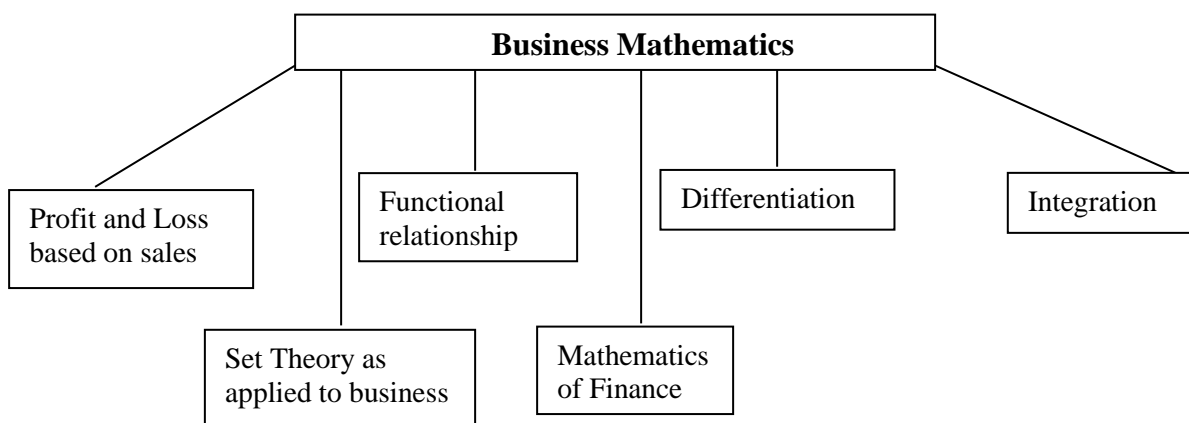 Business Mathematics
Profit and Loss
based on sales
Functional
relationship
Differentiation
Integration
Set Theory as
applied to business
Mathematics
of Finance